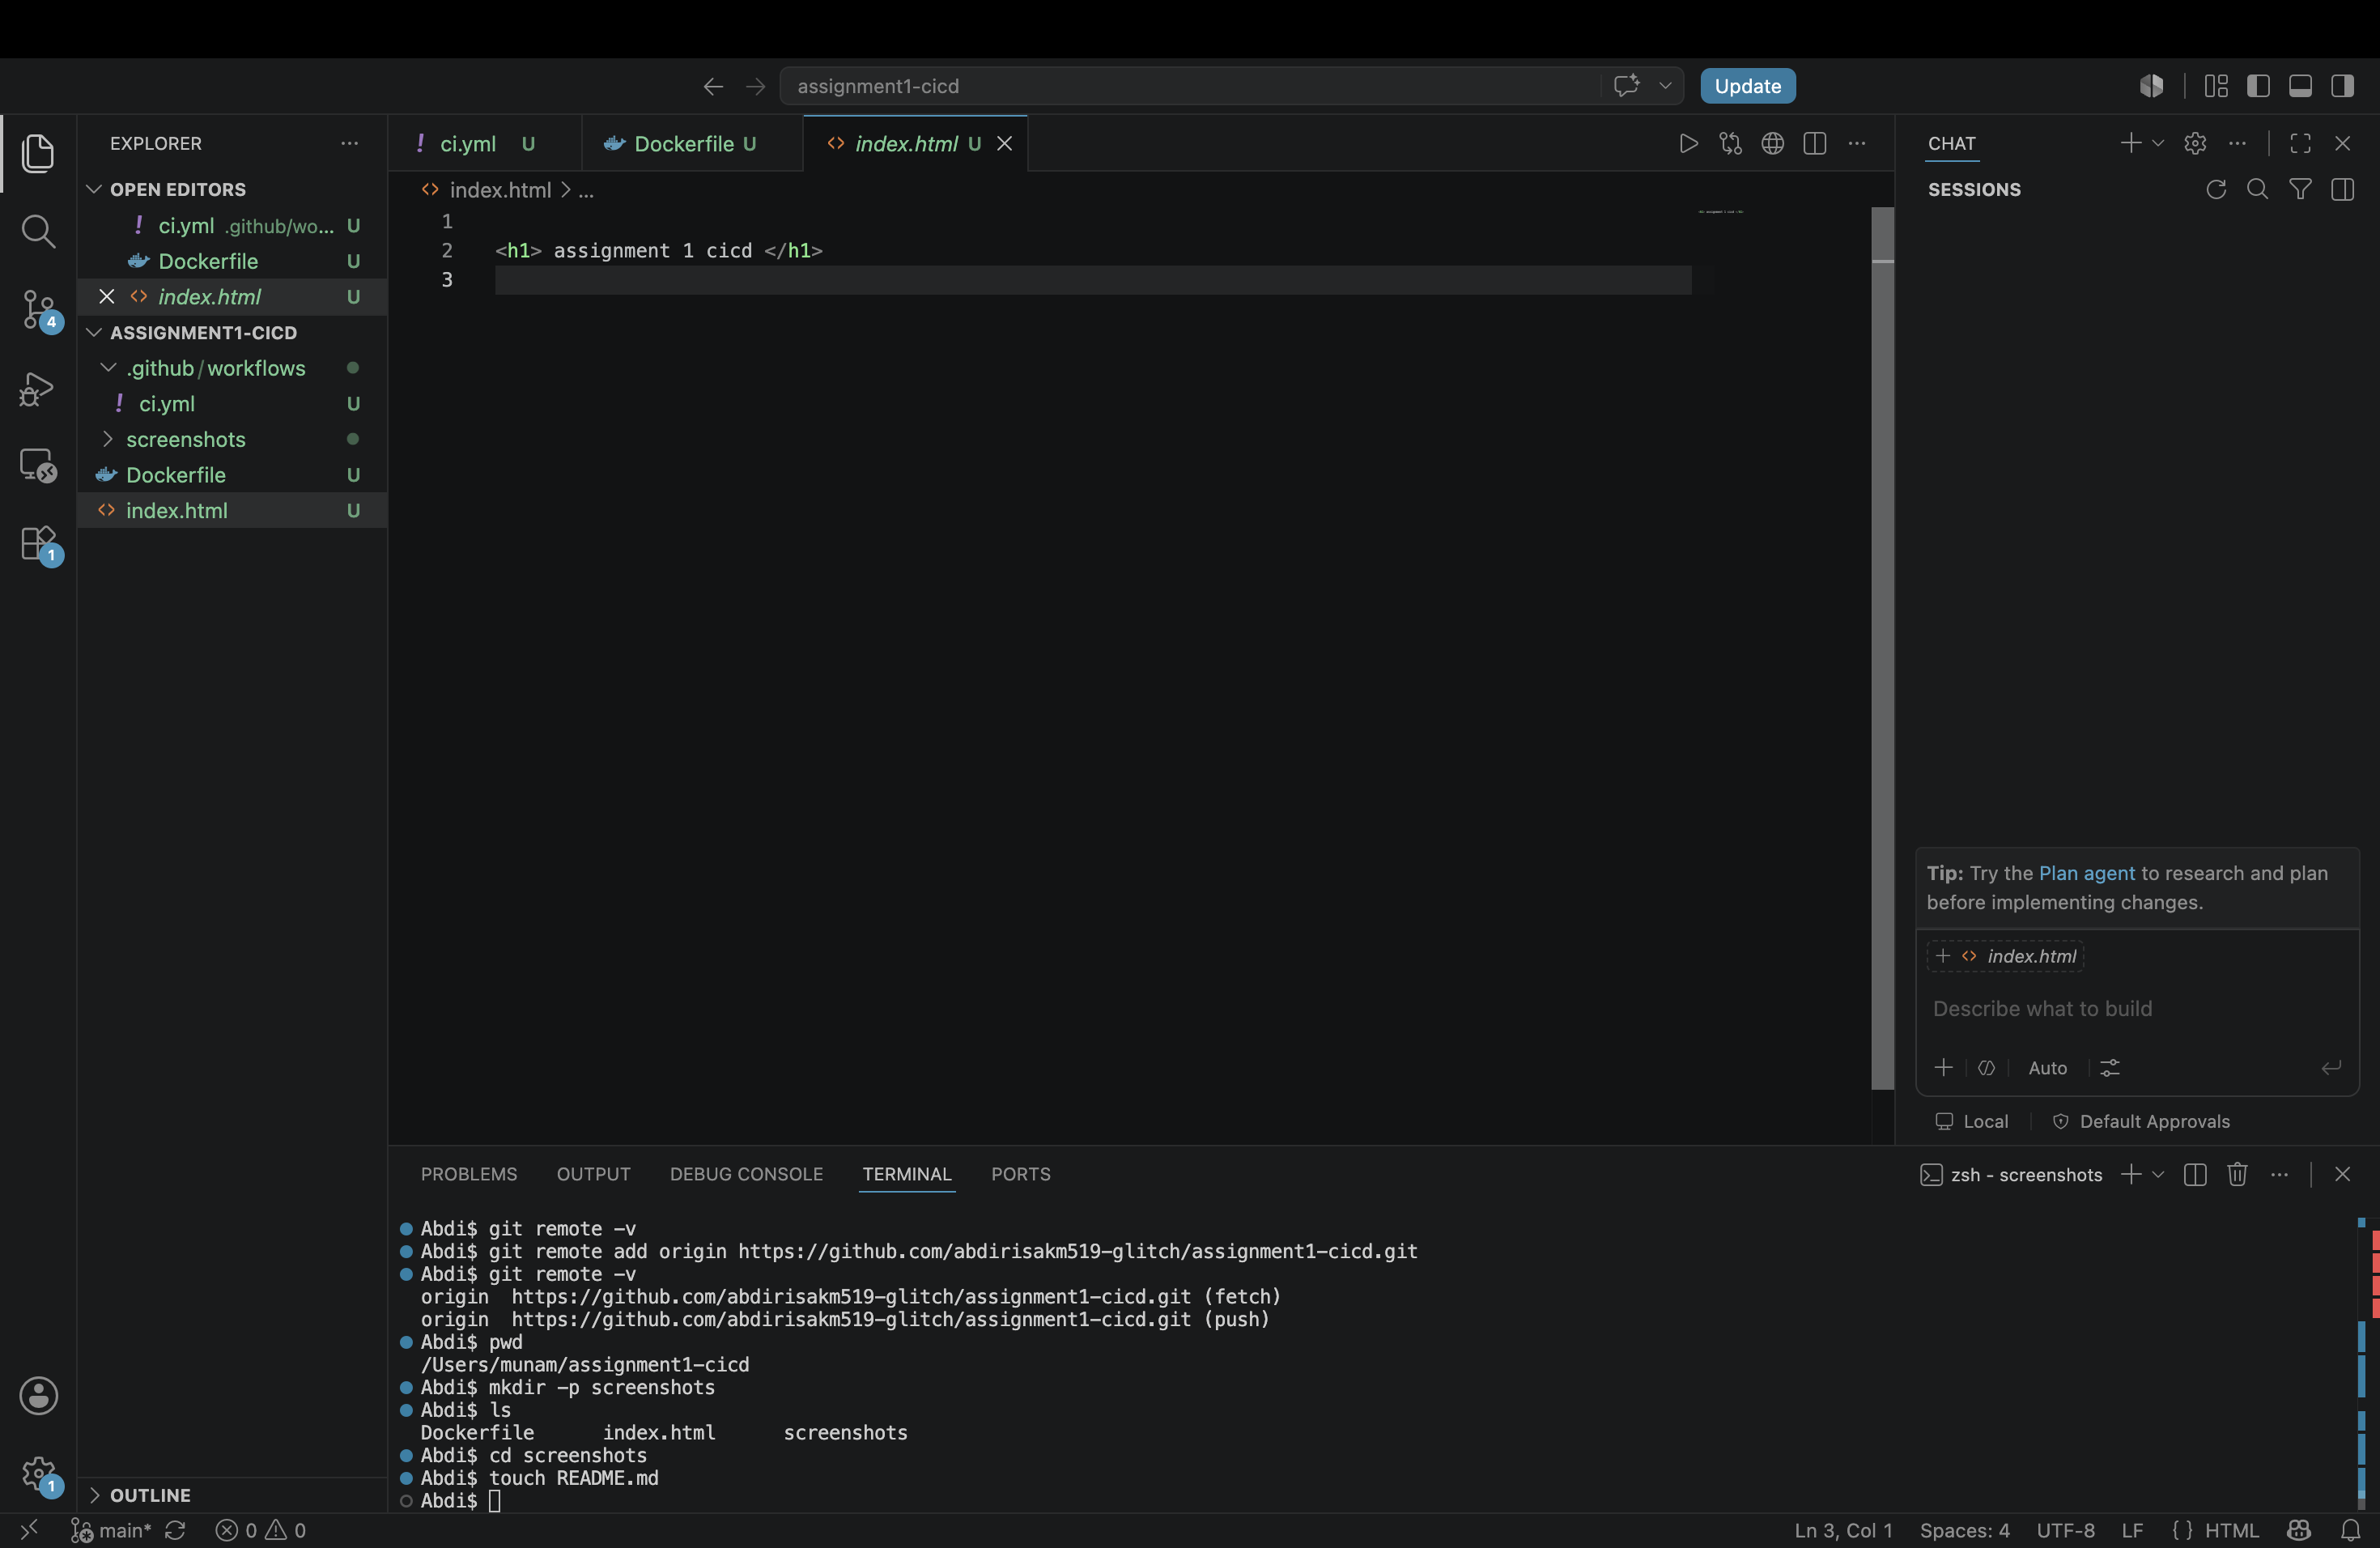 assignment1-cicd
Update
EXPLORER
OPEN EDITORS
ci.yml .github/wo... U
Dockerfile U
index.html U
ASSIGNMENT1-CICD
.github/workflows
ci.yml U
screenshots
Dockerfile U
index.html U
OUTLINE
4
1
1
ci.yml U
Dockerfile U
index.html U
index.html > ...
1
2 <h1> assignment 1 cicd </h1>
3
CHAT
SESSIONS
Tip: Try the Plan agent to research and plan
before implementing changes.
index.html
Describe what to build
Auto
Local
Default Approvals
PROBLEMS OUTPUT DEBUG CONSOLE TERMINAL PORTS
zsh - screenshots
Abdi$ git remote -v
Abdi$ git remote add origin https://github.com/abdirisakm519-glitch/assignment1-cicd.git
Abdi$ git remote -v
origin https://github.com/abdirisakm519-glitch/assignment1-cicd.git (fetch)
origin https://github.com/abdirisakm519-glitch/assignment1-cicd.git (push)
Abdi$ pwd
/Users/munam/assignment1-cicd
Abdi$ mkdir -p screenshots
Abdi$ ls
Dockerfile index.html screenshots
Abdi$ cd screenshots
Abdi$ touch README.md
Abdi$
main* 0 0
Ln 3, Col 1 Spaces: 4 UTF-8 LF {} HTML